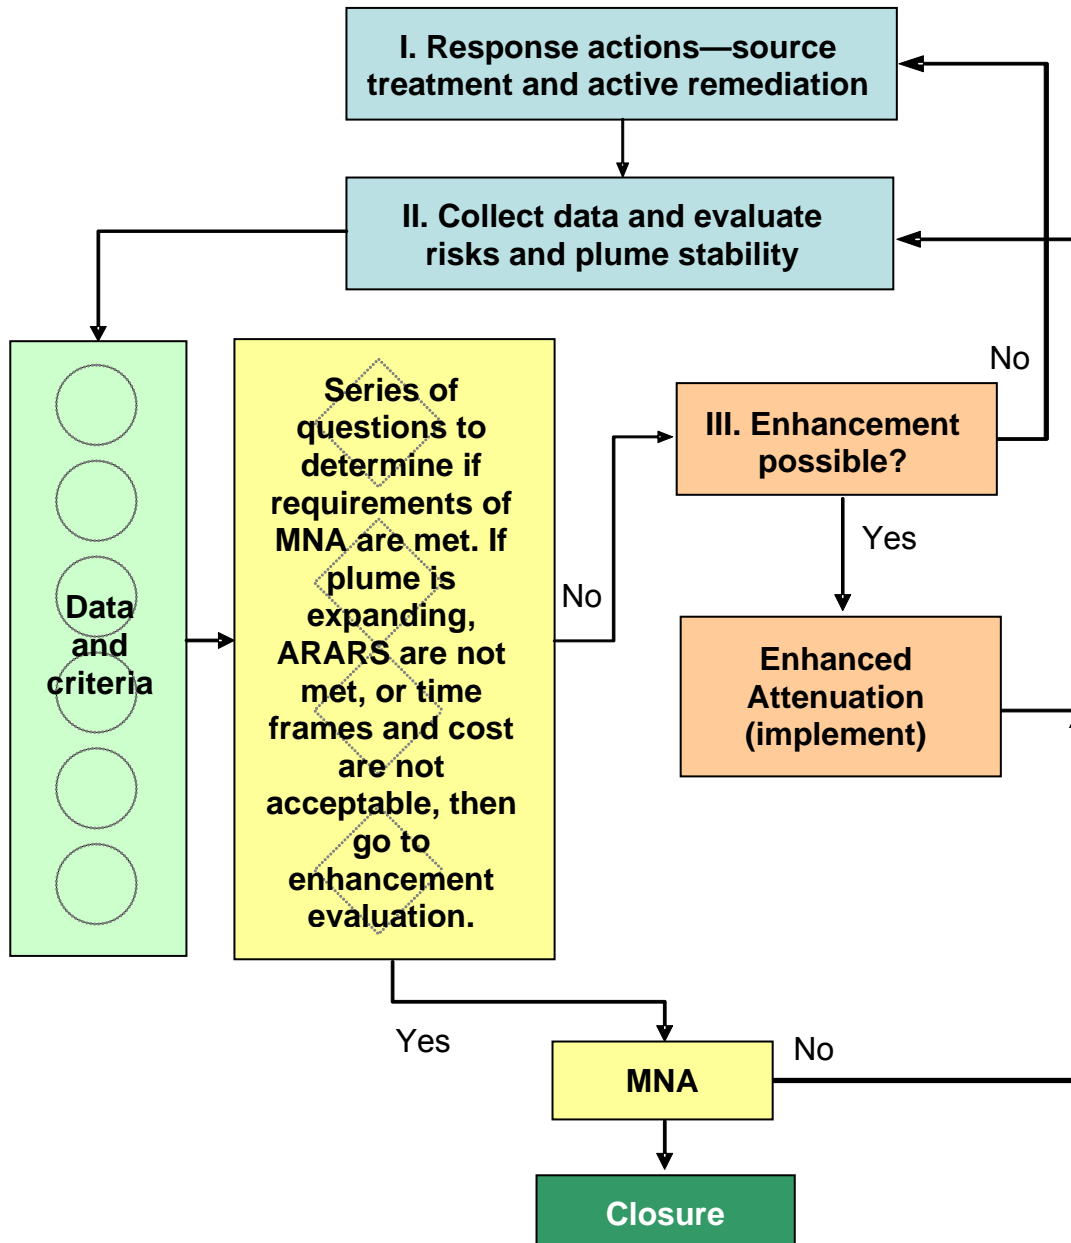 I. Response actions—source
treatment and active remediation
II. Collect data and evaluate
risks and plume stability
Data
and
criteria
Series of
questions to
determine if
requirements of
MNA are met. If
plume is
expanding,
ARARS are not
met, or time
frames and cost
are not
acceptable, then
go to
enhancement
evaluation.
No
III. Enhancement
possible?
No
Yes
Enhanced
Attenuation
(implement)
Yes
MNA
No
Closure